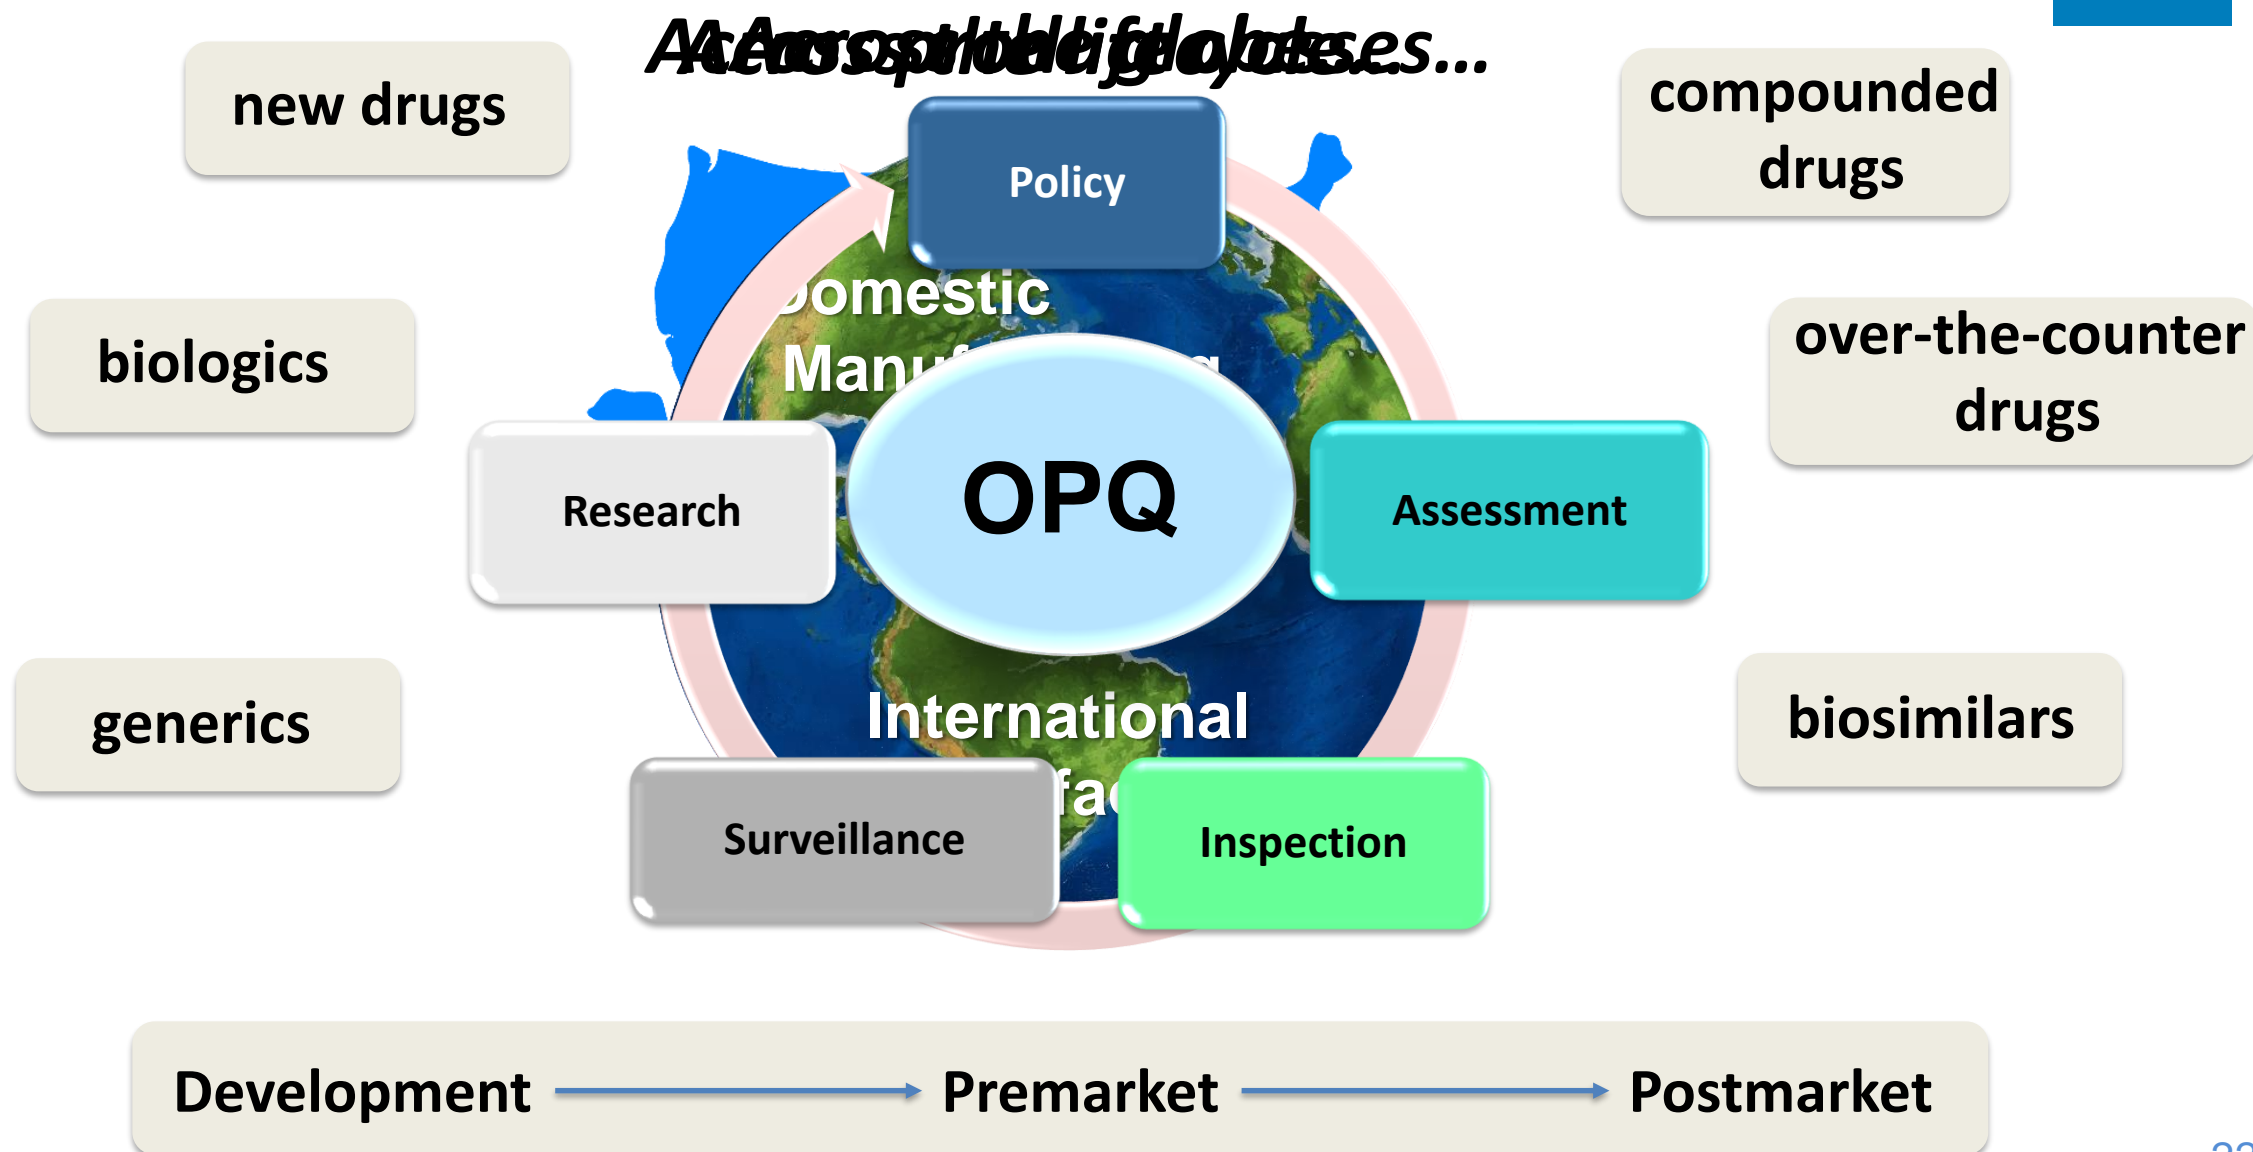 new drugs
compounded
drugs
Policy
Domestic
biologics
over-the-counter
drugs
Research
OPQ
Assessment
generics
International
biosimilars
Surveillance
Inspection
Development
Premarket
Postmarket